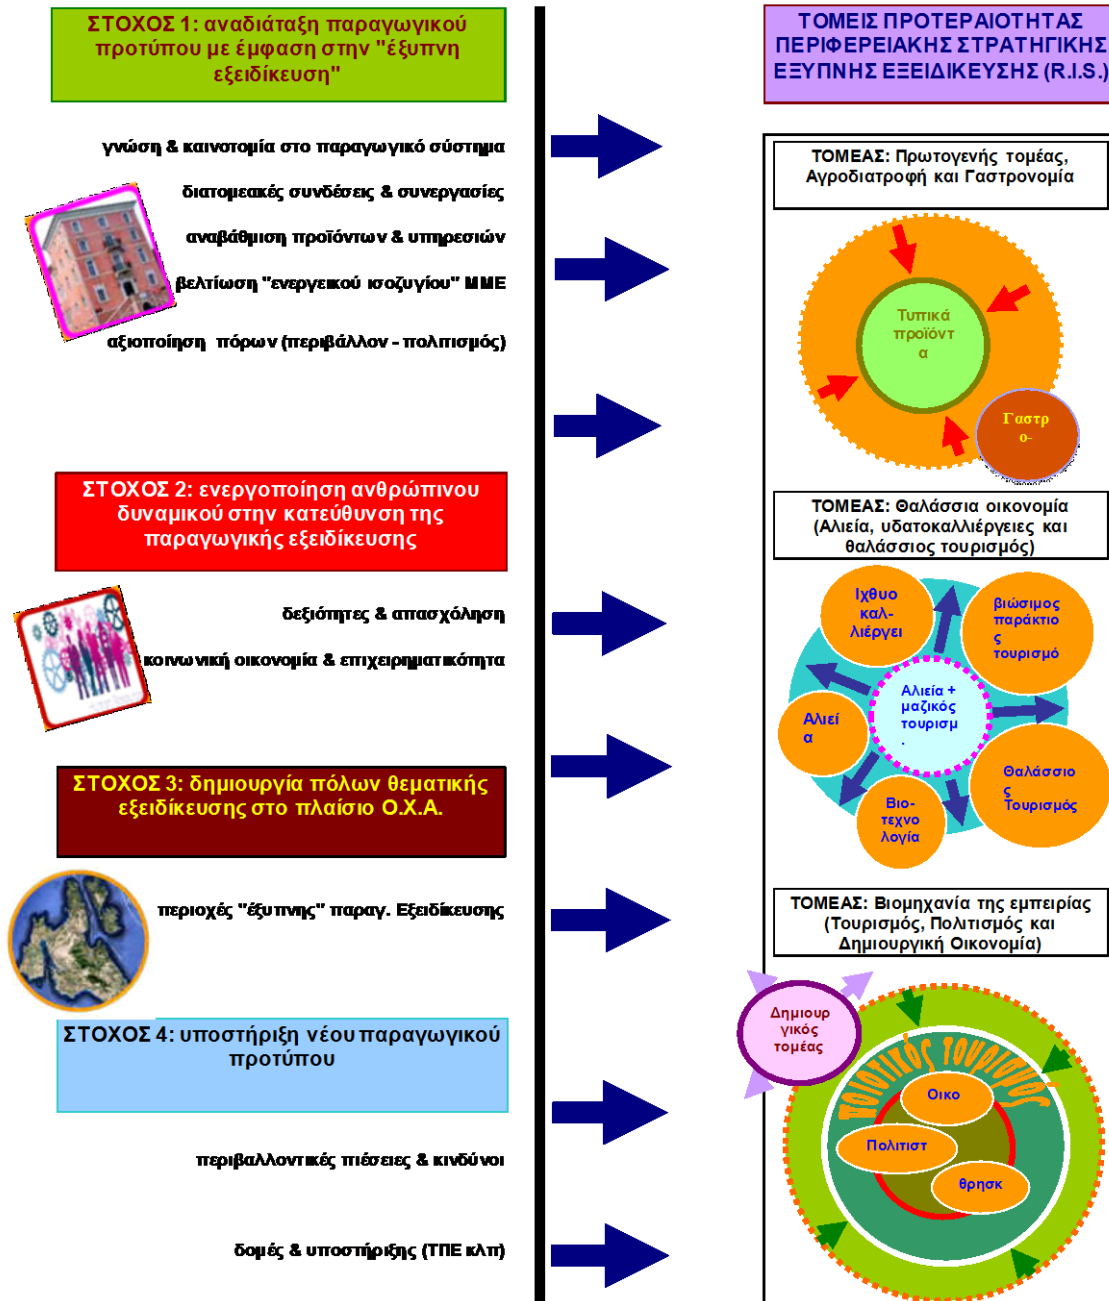 ΣΤΟΧΟΣ 1: αναδιάταξη παραγωγικού
προτύπου με έμφαση στην "έξυπνη
εξειδίκευση"
γνώση & καινοτομία στο παραγωγικό σύστημα
διατομεακές συνδέσεις & συνεργασίες
αναβάθμιση προϊόντων & υπηρεσιών
βελτίωση "ενεργεικού ισοζυγίου" ΜΜΕ
αξιοποίηση πόρων (περιβάλλον - πολιτισμός)
ΣΤΟΧΟΣ 2: ενεργοποίηση ανθρώπινου
δυναμικού στην κατεύθυνση της
παραγωγικής εξειδίκευσης
δεξιότητες & απασχόληση
κοινωνική οικονομία & επιχειρηματικότητα
ΣΤΟΧΟΣ 3: δημιουργία πόλων θεματικής
εξειδίκευσης στο πλαίσιο Ο.Χ.Α.
περιοχές "έξυπνης" παραγ. Εξειδίκευσης
ΣΤΟΧΟΣ 4: υποστήριξη νέου παραγωγικού
προτύπου
περιβαλλοντικές πιέσειες & κινδύνοι
δομές & υποστήριξης (ΤΠΕ κλπ)
ΤΟΜΕΙΣ ΠΡΟΤΕΡΑΙΟΤΗΤΑΣ
ΠΕΡΙΦΕΡΕΙΑΚΗΣ ΣΤΡΑΤΗΓΙΚΗΣ
ΕΞΥΠΝΗΣ ΕΞΕΙΔΙΚΕΥΣΗΣ (R.I.S.)
ΤΟΜΕΑΣ: Πρωτογενής τομέας,
Αγροδιατροφή και Γαστρονομία
Τυπικά
προϊόντ
α
Γαστρ
ο-
ΤΟΜΕΑΣ: Θαλάσσια οικονομία
(Αλιεία, υδατοκαλλιέργειες και
θαλάσσιος τουρισμός)
Ιχθυο
καλ-
λιέργει
βιώσιμος
παράκτιο
ς
τουρισμό
Αλιεία +
μαζικός
τουρισμ
.
Αλιεί
α
Θαλάσσιο
ς
Τουρισμός
Βιο-
τεχνο
λογία
ΤΟΜΕΑΣ: Βιομηχανία της εμπειρίας
(Τουρισμός, Πολιτισμός και
Δημιουργική Οικονομία)
Δημιουρ
γικός
τομέας
ποιοτικός τουρισμός
Οικο
Πολιτιστ
θρησκ